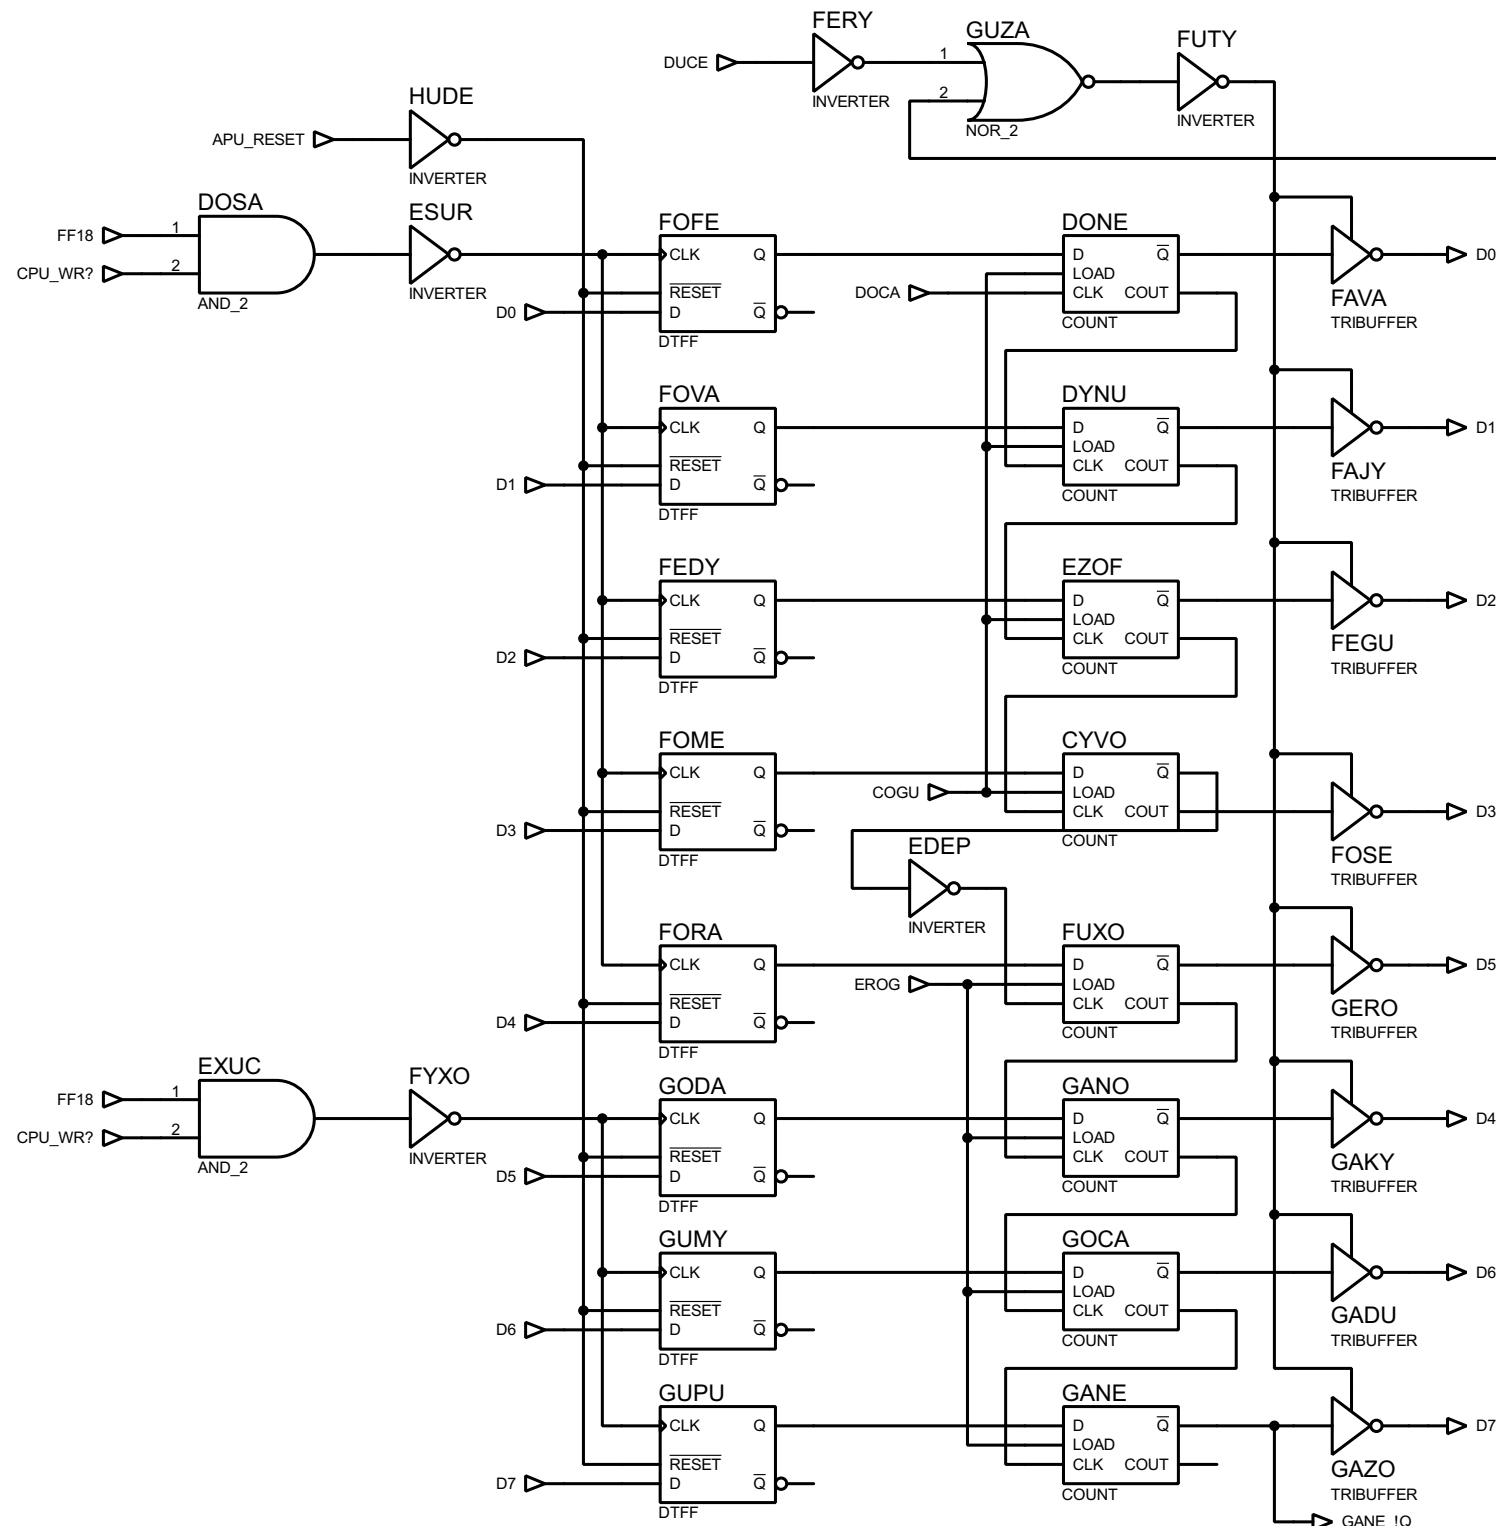 FERY
GUZA
FUTY
DUCE
1
2
INVERTER
NOR_2
INVERTER
HUDE
APU_RESET
INVERTER
DOSA
ESUR
FF18
1
CPU_WR?
2
AND_2
INVERTER
FOFE
CLK Q
RESET
D Q
DTFF
D0
DOCA
DONE
D Q
LOAD
CLK COUT
COUNT
FAVA
TRIBUFFER
D0
FOVA
CLK Q
RESET
D Q
DTFF
D1
DYNU
D Q
LOAD
CLK COUT
COUNT
FAJY
TRIBUFFER
D1
FEDY
CLK Q
RESET
D Q
DTFF
D2
EZOF
D Q
LOAD
CLK COUT
COUNT
FEGU
TRIBUFFER
D2
FOME
CLK Q
RESET
D Q
DTFF
D3
COGU
CYVO
D Q
LOAD
CLK COUT
COUNT
FOSE
TRIBUFFER
D3
EDEP
INVERTER
FORA
CLK Q
RESET
D Q
DTFF
D4
EROG
FUXO
D Q
LOAD
CLK COUT
COUNT
GERO
TRIBUFFER
D5
EXUC
FYXO
FF18
1
CPU_WR?
2
AND_2
INVERTER
GODA
CLK Q
RESET
D Q
DTFF
D5
GANO
D Q
LOAD
CLK COUT
COUNT
GAKY
TRIBUFFER
D4
GUMY
CLK Q
RESET
D Q
DTFF
D6
GOCA
D Q
LOAD
CLK COUT
COUNT
GADU
TRIBUFFER
D6
GUPU
CLK Q
RESET
D Q
DTFF
D7
GANE
D Q
LOAD
CLK COUT
COUNT
GAZO
TRIBUFFER
D7
GANE_!Q